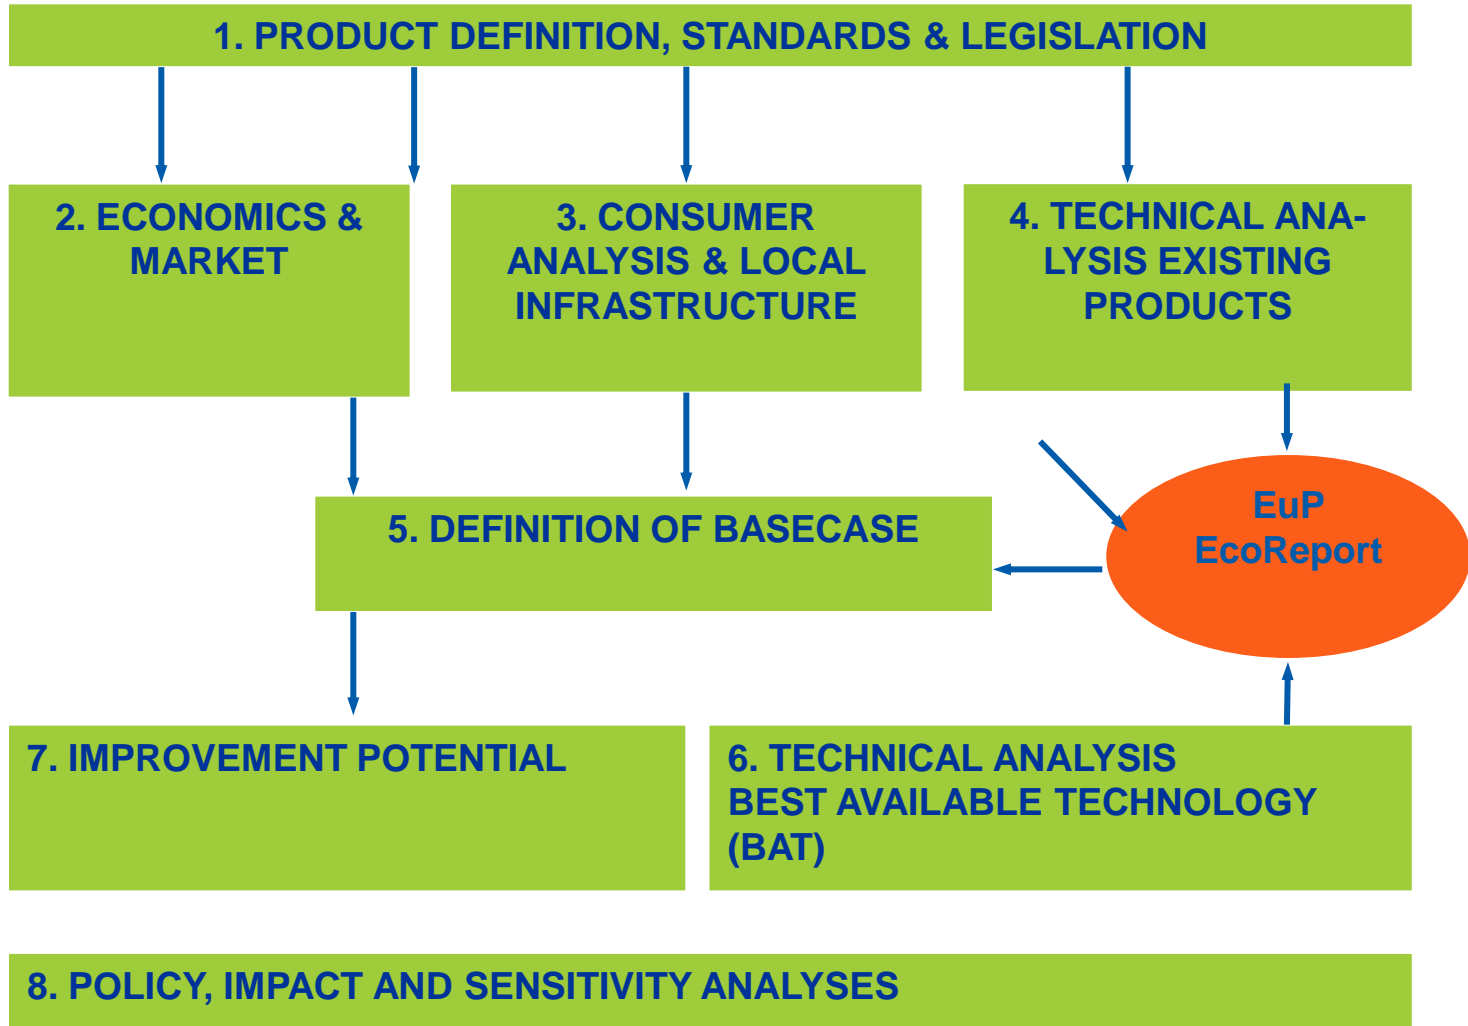 1. PRODUCT DEFINITION, STANDARDS & LEGISLATION
2. ECONOMICS &
MARKET
3. CONSUMER
ANALYSIS & LOCAL
INFRASTRUCTURE
4. TECHNICAL ANA-
LYSIS EXISTING
PRODUCTS
5. DEFINITION OF BASECASE
EuP
EcoReport
7. IMPROVEMENT POTENTIAL
6. TECHNICAL ANALYSIS
BEST AVAILABLE TECHNOLOGY
(BAT)
8. POLICY, IMPACT AND SENSITIVITY ANALYSES